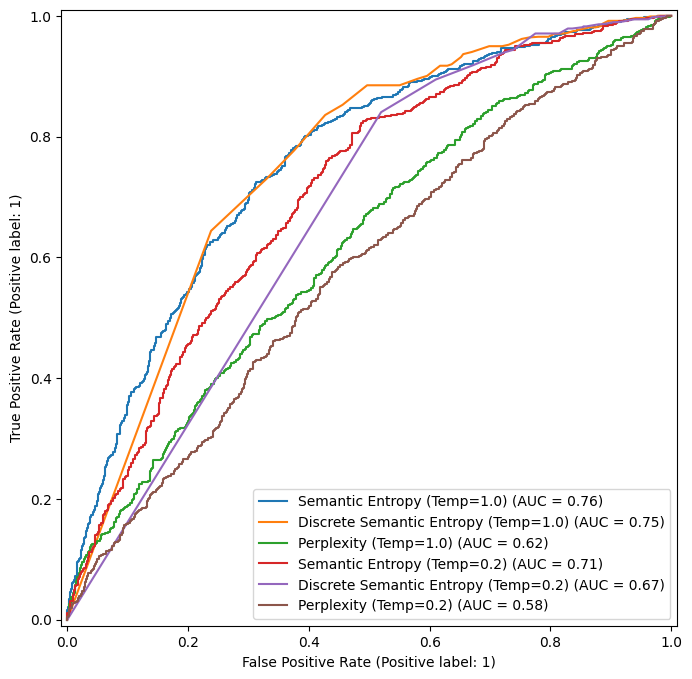 1.0
0.8
0.6
0.4
0.2
0.0
True Positive Rate (Positive label: 1)
Semantic Entropy (Temp=1.0) (AUC = 0.76)
Discrete Semantic Entropy (Temp=1.0) (AUC = 0.75)
Perplexity (Temp=1.0) (AUC = 0.62)
Semantic Entropy (Temp=0.2) (AUC = 0.71)
Discrete Semantic Entropy (Temp=0.2) (AUC = 0.67)
Perplexity (Temp=0.2) (AUC = 0.58)
0.0 0.2 0.4 0.6 0.8 1.0
False Positive Rate (Positive label: 1)